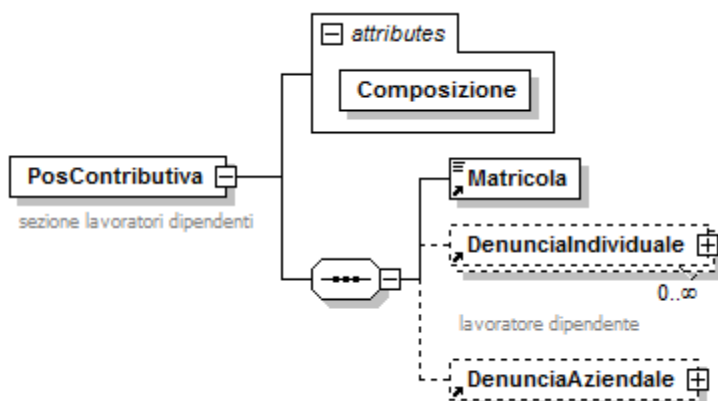 attributes
Composizione
PosContributiva
sezione lavoratori dipendenti
Matricola
DenunciaIndividuale
0..∞
lavoratore dipendente
DenunciaAziendale